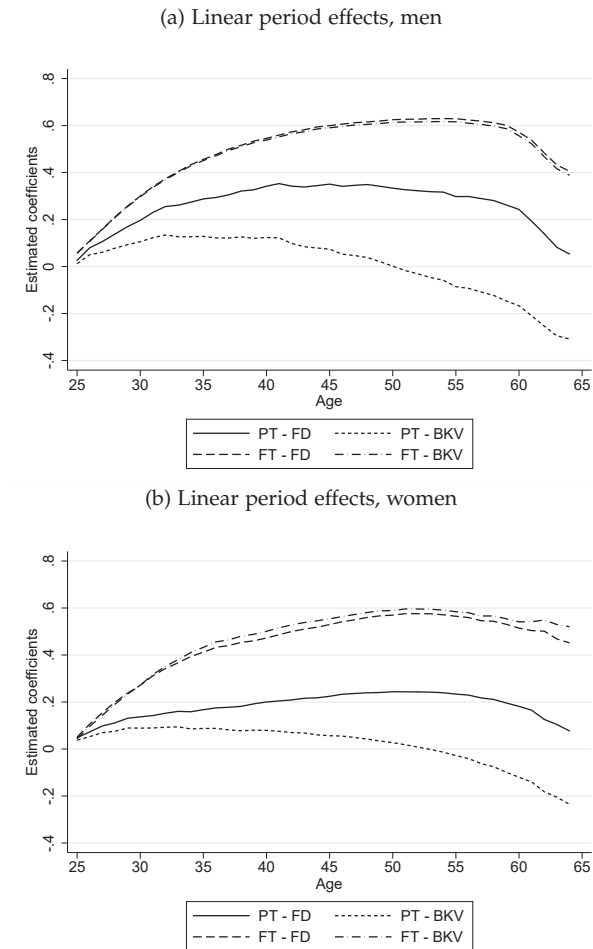 (a) Linear period effects, men
.8
.6
.4
.2
0
-.2
-.4
Estimated coefficients
25 30 35 40 45 50 55 60 65
Age
PT - FD PT - BKV
FT - FD FT - BKV
(b) Linear period effects, women
.8
.6
.4
.2
0
-.2
-.4
Estimated coefficients
25 30 35 40 45 50 55 60 65
Age
PT - FD PT - BKV
FT - FD FT - BKV